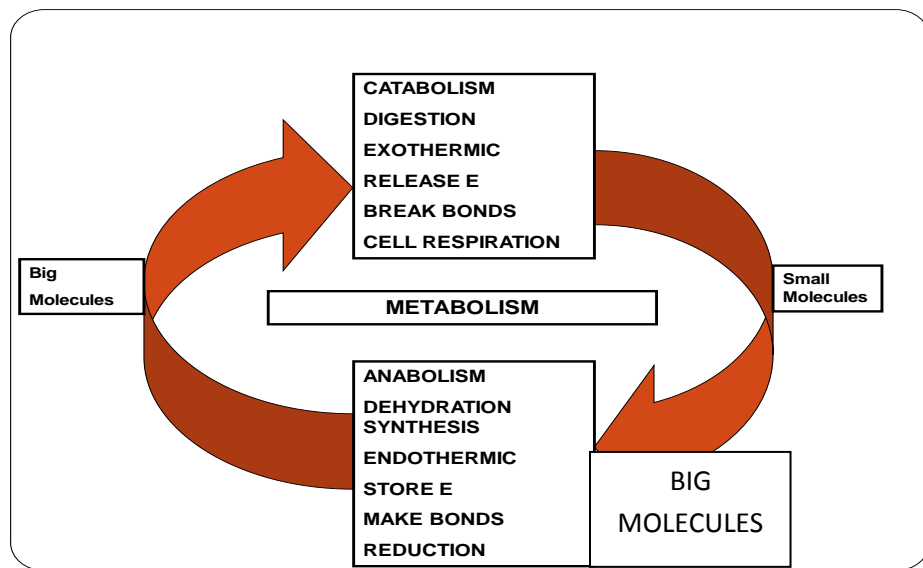 CATABOLISM
DIGESTION
EXOTHERMIC
RELEASE E
BREAK BONDS
CELL RESPIRATION
Big
Molecules
METABOLISM
Small
Molecules
ANABOLISM
DEHYDRATION
SYNTHESIS
ENDOTHERMIC
STORE E
MAKE BONDS
REDUCTION
BIG
MOLECULES